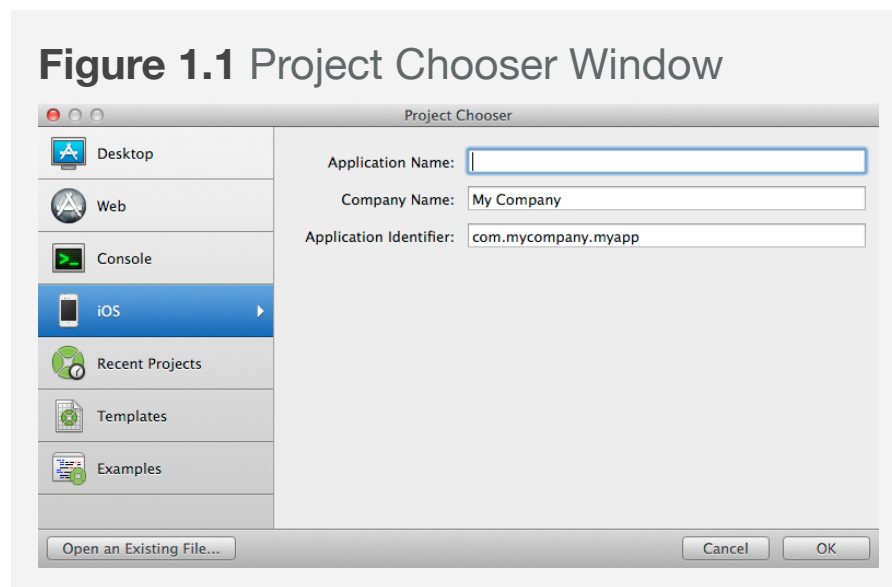 Figure 1.1 Project Chooser Window
Project Chooser
Desktop
Web
Console
iOS
Recent Projects
Templates
Examples
Application Name:
Company Name: My Company
Application Identifier: com.mycompany.myapp
Open an Existing File...
Cancel
OK